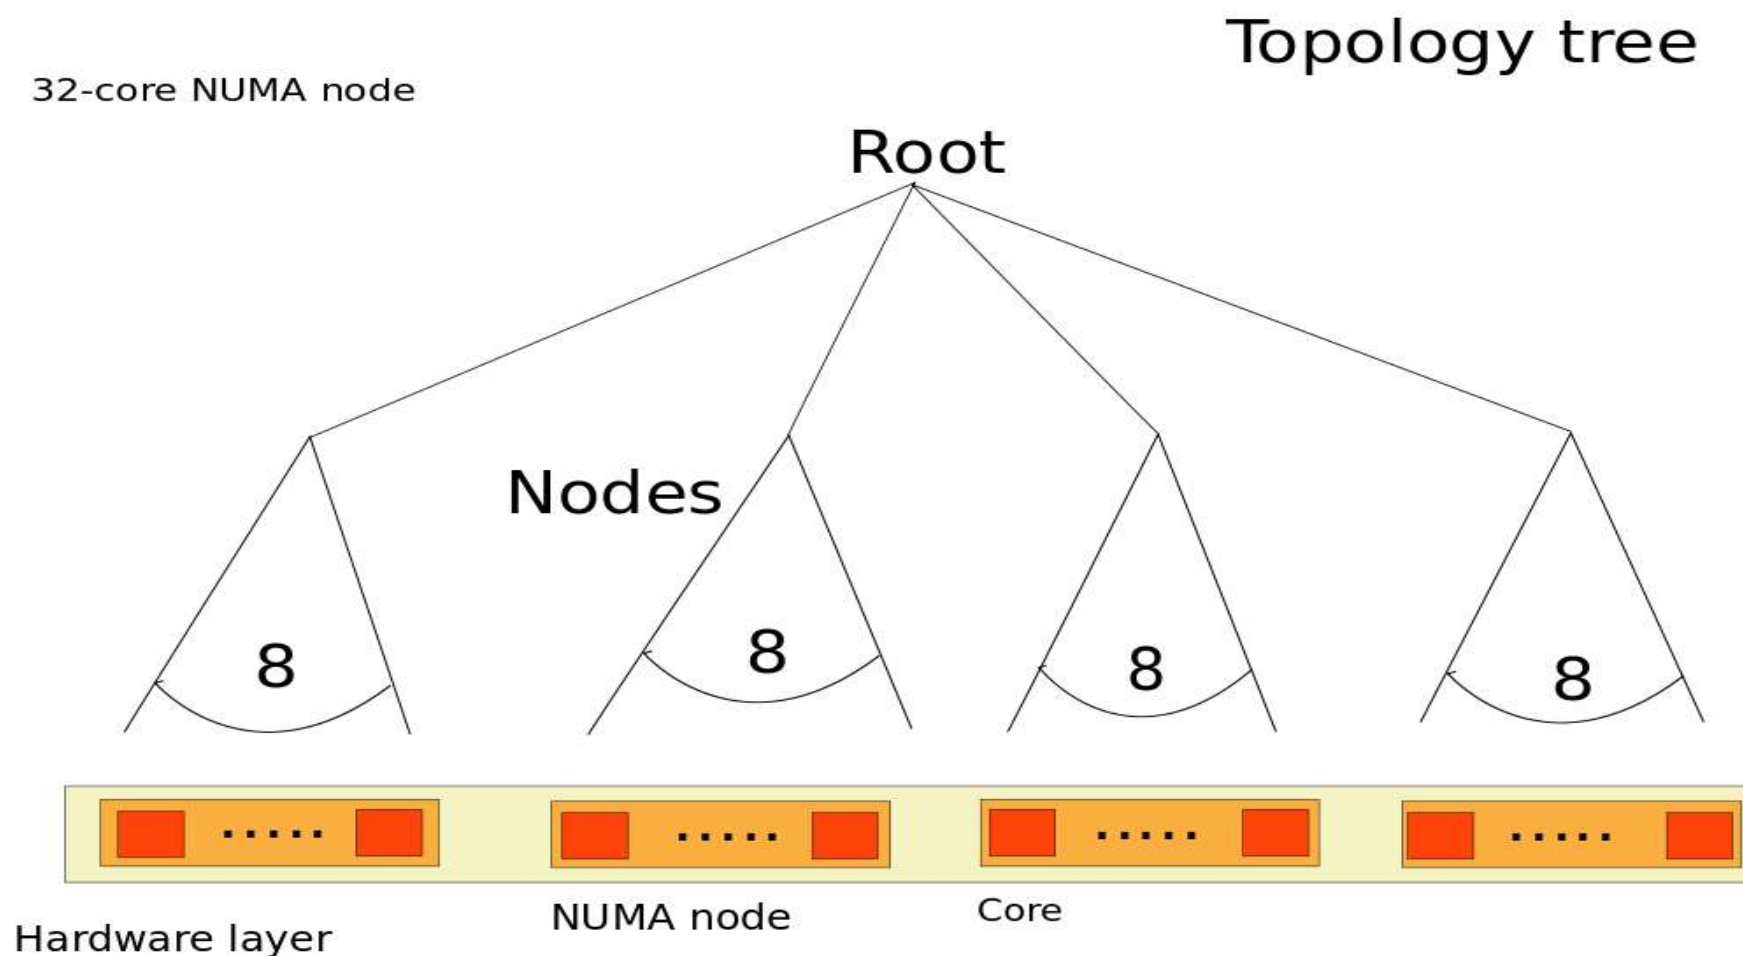 Topology tree
32-core NUMA node
Root
Nodes
8
8
8
8
NUMA node
Core
Hardware layer